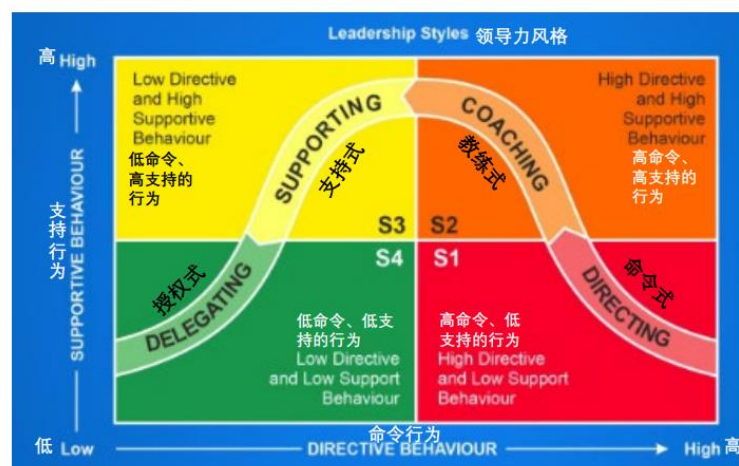 Leadership Styles 领导力风格
高 High
Low Directive
and High
Supportive
Behaviour
低命令、
高支持的
行为
SUPPORTING
支持式
S3
COACHING
教练式
S2
High Directive
and High
Supportive
Behaviour
高命令、
高支持的
行为
支持行为
SUPPORTIVE BEHAVIOUR
授权式
DELEGATING
S4
低命令、低支
持的行为
Low Directive
and Low Support
Behaviour
S1
高命令、低
支持的行为
High Directive
and Low Support
Behaviour
命令式
DIRECTING
低 Low
命令行为
DIRECTIVE BEHAVIOUR
High 高